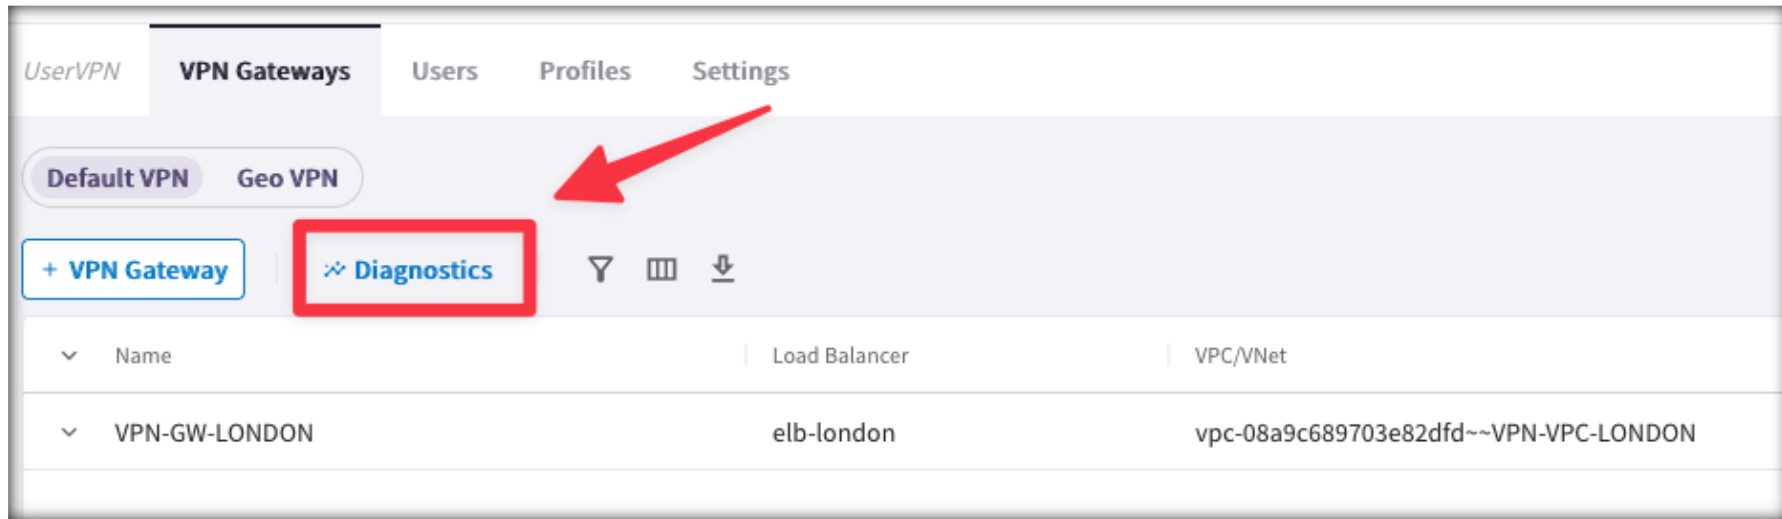 UserVPN VPN Gateways Users Profiles Settings
Default VPN Geo VPN
+ VPN Gateway Diagnostics
Name Load Balancer VPC/VNet
VPN-GW-LONDON elb-london vpc-08a9c689703e82dfd~~VPN-VPC-LONDON